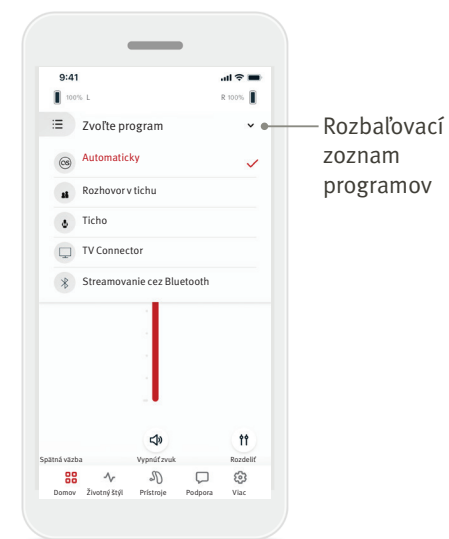 9:41
100% L
R 100%
Zvoľte program
Rozbaľovací
zoznam
programov
Automaticky
Rozhovor v tichu
Ticho
TV Connector
Streamovanie cez Bluetooth
Spätná väzba
Vypnúť zvuk
Rozdeliť
Domov
Životný štýl
Prístroje
Podpora
Viac